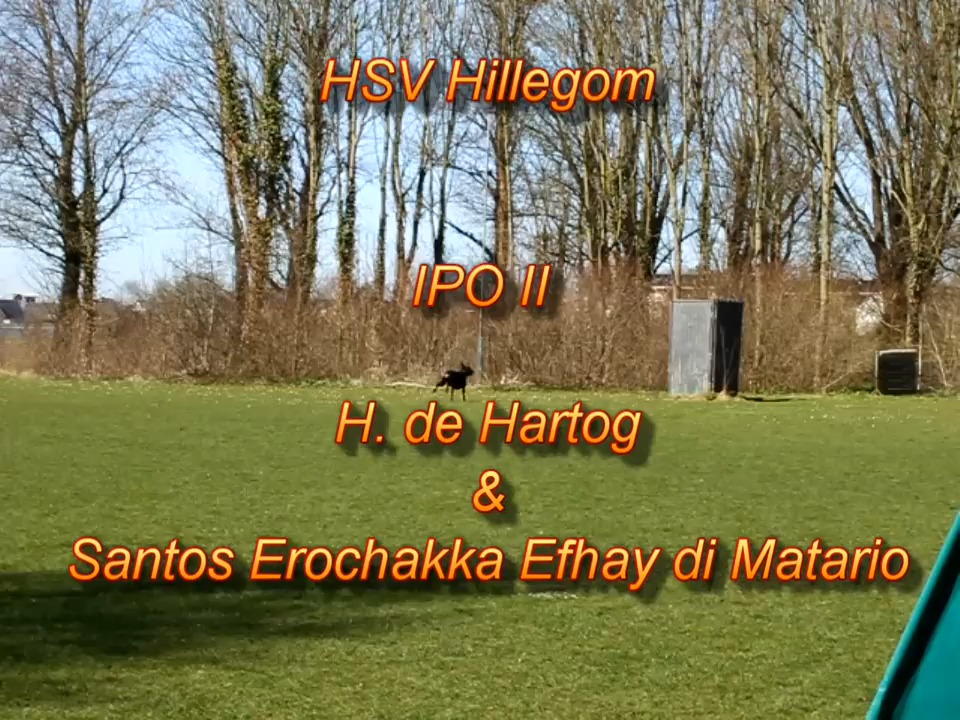 HSV Hillegom
IPO II
H. de Hartog
&
Santos Erochakka Efhay di Matario